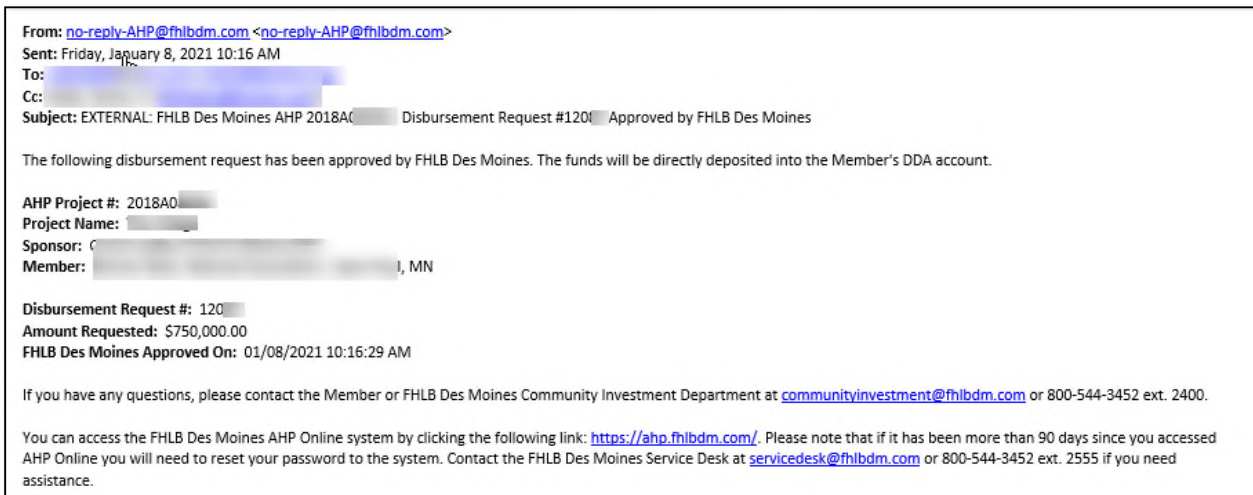 From: no-reply-AHP@fhlbdm.com <no-reply-AHP@fhlbdm.com>
Sent: Friday, January 8, 2021 10:16 AM
To:
Cc:
Subject: EXTERNAL: FHLB Des Moines AHP 2018A0 Disbursement Request #120 Approved by FHLB Des Moines
The following disbursement request has been approved by FHLB Des Moines. The funds will be directly deposited into the Member's DDA account.
AHP Project #: 2018A0
Project Name:
Sponsor:
Member: , MN
Disbursement Request #: 120
Amount Requested: $750,000.00
FHLB Des Moines Approved On: 01/08/2021 10:16:29 AM
If you have any questions, please contact the Member or FHLB Des Moines Community Investment Department at communityinvestment@fhlbdm.com or 800-544-3452 ext. 2400.
You can access the FHLB Des Moines AHP Online system by clicking the following link: https://ahp.fhlbdm.com/. Please note that if it has been more than 90 days since you accessed
AHP Online you will need to reset your password to the system. Contact the FHLB Des Moines Service Desk at servicedesk@fhlbdm.com or 800-544-3452 ext. 2555 if you need
assistance.